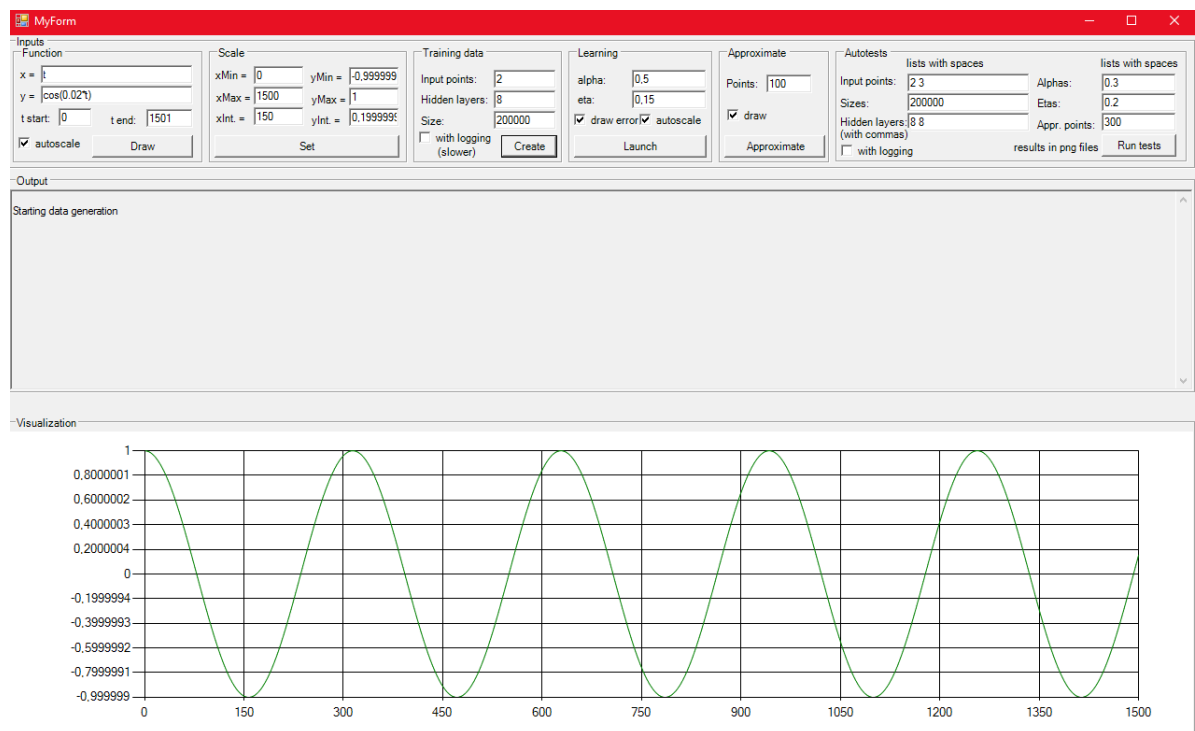 MyForm
Inputs
Function
x = t
y = cos(0.02*t)
t start: 0 t end: 1501
autoscale Draw
Scale
xMin = 0 yMin = -0,999999
xMax = 1500 yMax = 1
xInt. = 150 yInt. = 0,199999
Set
Training data
Input points: 2
Hidden layers: 8
Size: 200000
with logging
(slower) Create
Learning
alpha: 0,5
eta: 0,15
draw error autoscale
Launch
Approximate
Points: 100
draw
Approximate
Autotests
lists with spaces lists with spaces
Input points: 2 3 Alphas: 0.3
Sizes: 200000 Etas: 0.2
Hidden layers: 8 8 Appr. points: 300
(with commas)
with logging results in png files Run tests
Output
Starting data generation
Visualization
1
0,8000001
0,6000002
0,4000003
0,2000004
0
-0,1999994
-0,3999993
-0,5999992
-0,7999991
-0,999999
0 150 300 450 600 750 900 1050 1200 1350 1500